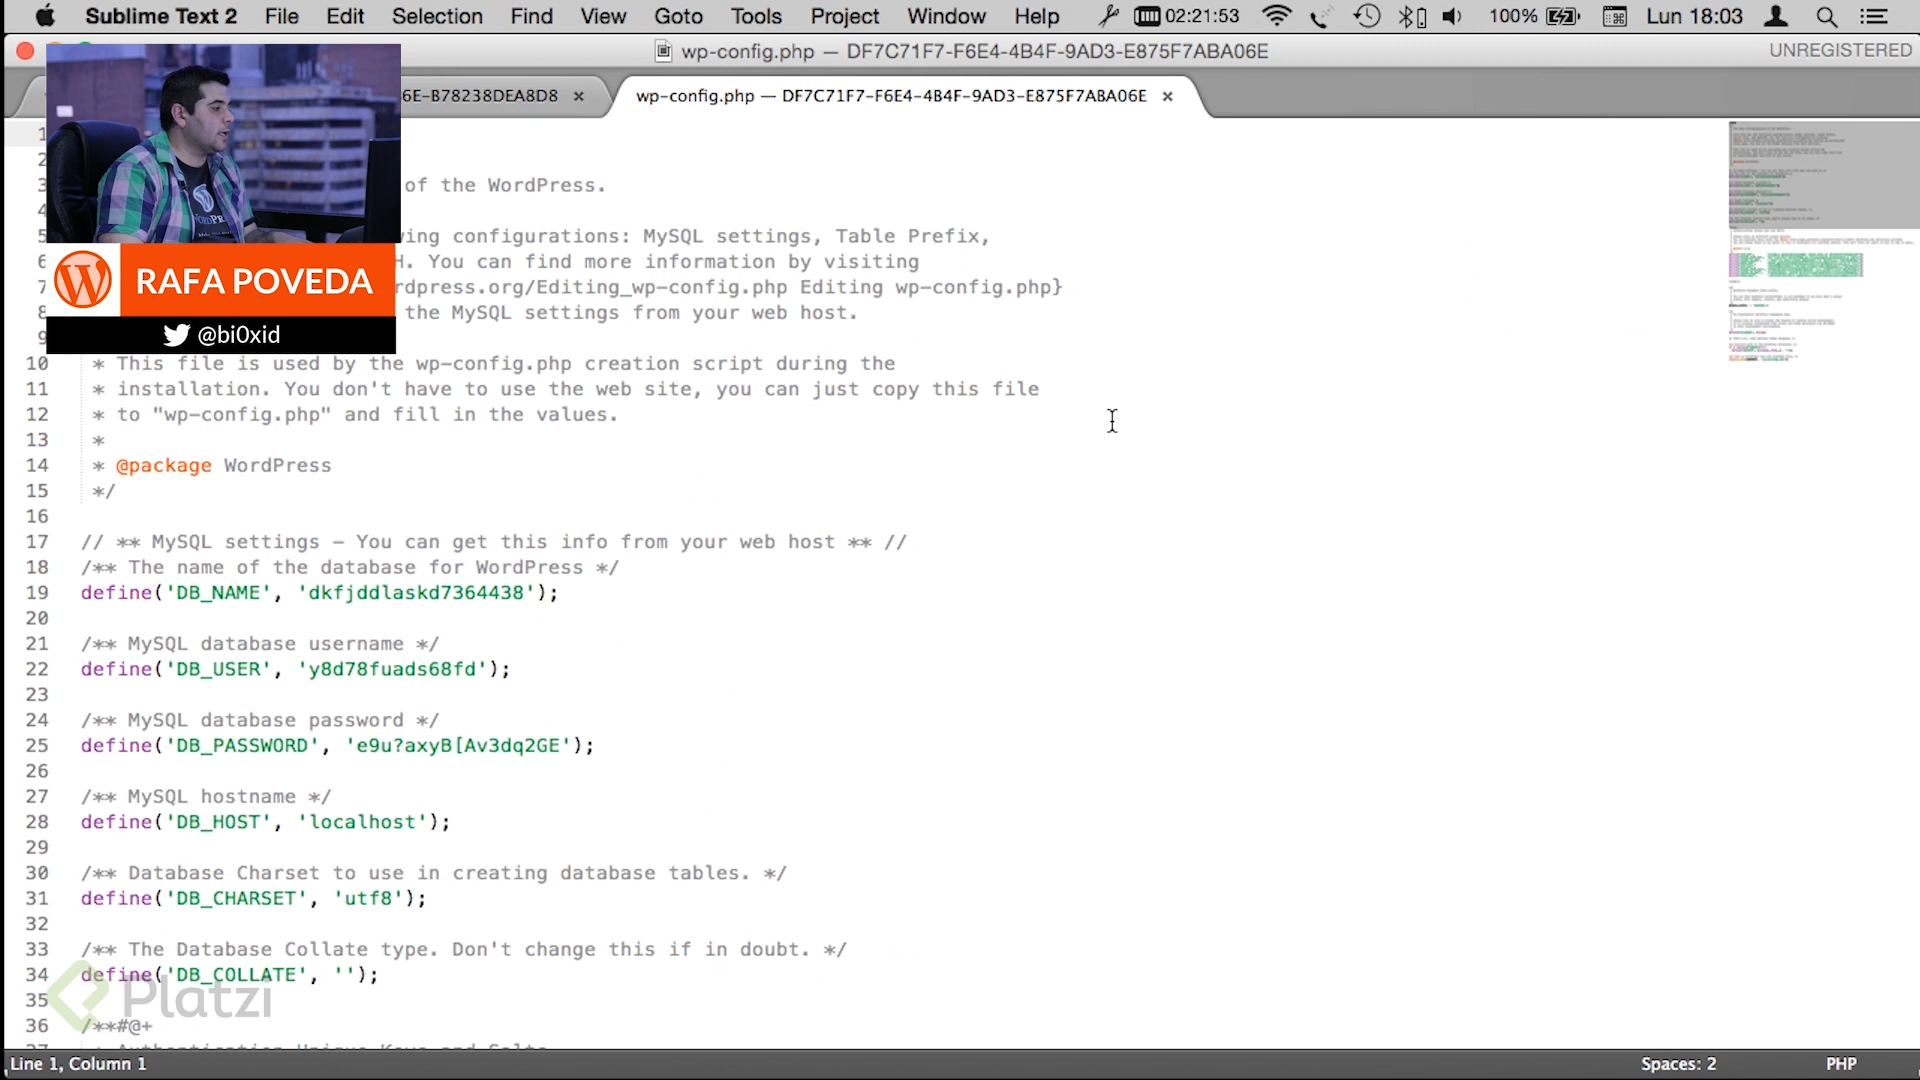 Sublime Text 2 File Edit Selection Find View Goto Tools Project Window Help 02:21:53 100% Lun 18:03
wp-config.php — DF7C71F7-F6E4-4B4F-9AD3-E875F7ABA06E
UNREGISTERED
6E-B78238DEA8D8 ×
wp-config.php — DF7C71F7-F6E4-4B4F-9AD3-E875F7ABA06E ×
1
2
3 of the WordPress.
4
5 ving configurations: MySQL settings, Table Prefix,
6 H. You can find more information by visiting
7 rdpress.org/Editing_wp-config.php Editing wp-config.php}
8 the MySQL settings from your web host.
9
RAFA POVEDA
@bi0xid
10 * This file is used by the wp-config.php creation script during the
11 * installation. You don't have to use the web site, you can just copy this file
12 * to "wp-config.php" and fill in the values.
13 *
14 * @package WordPress
15 */
16
17 // ** MySQL settings - You can get this info from your web host ** //
18 /** The name of the database for WordPress */
19 define('DB_NAME', 'dkfjddlaskd7364438');
20
21 /** MySQL database username */
22 define('DB_USER', 'y8d78fuads68fd');
23
24 /** MySQL database password */
25 define('DB_PASSWORD', 'e9u?axyB[Av3dq2GE');
26
27 /** MySQL hostname */
28 define('DB_HOST', 'localhost');
29
30 /** Database Charset to use in creating database tables. */
31 define('DB_CHARSET', 'utf8');
32
33 /** The Database Collate type. Don't change this if in doubt. */
34 define('DB_COLLATE', '');
Platzi
35
36 /**#@+
Line 1, Column 1
Spaces: 2
PHP